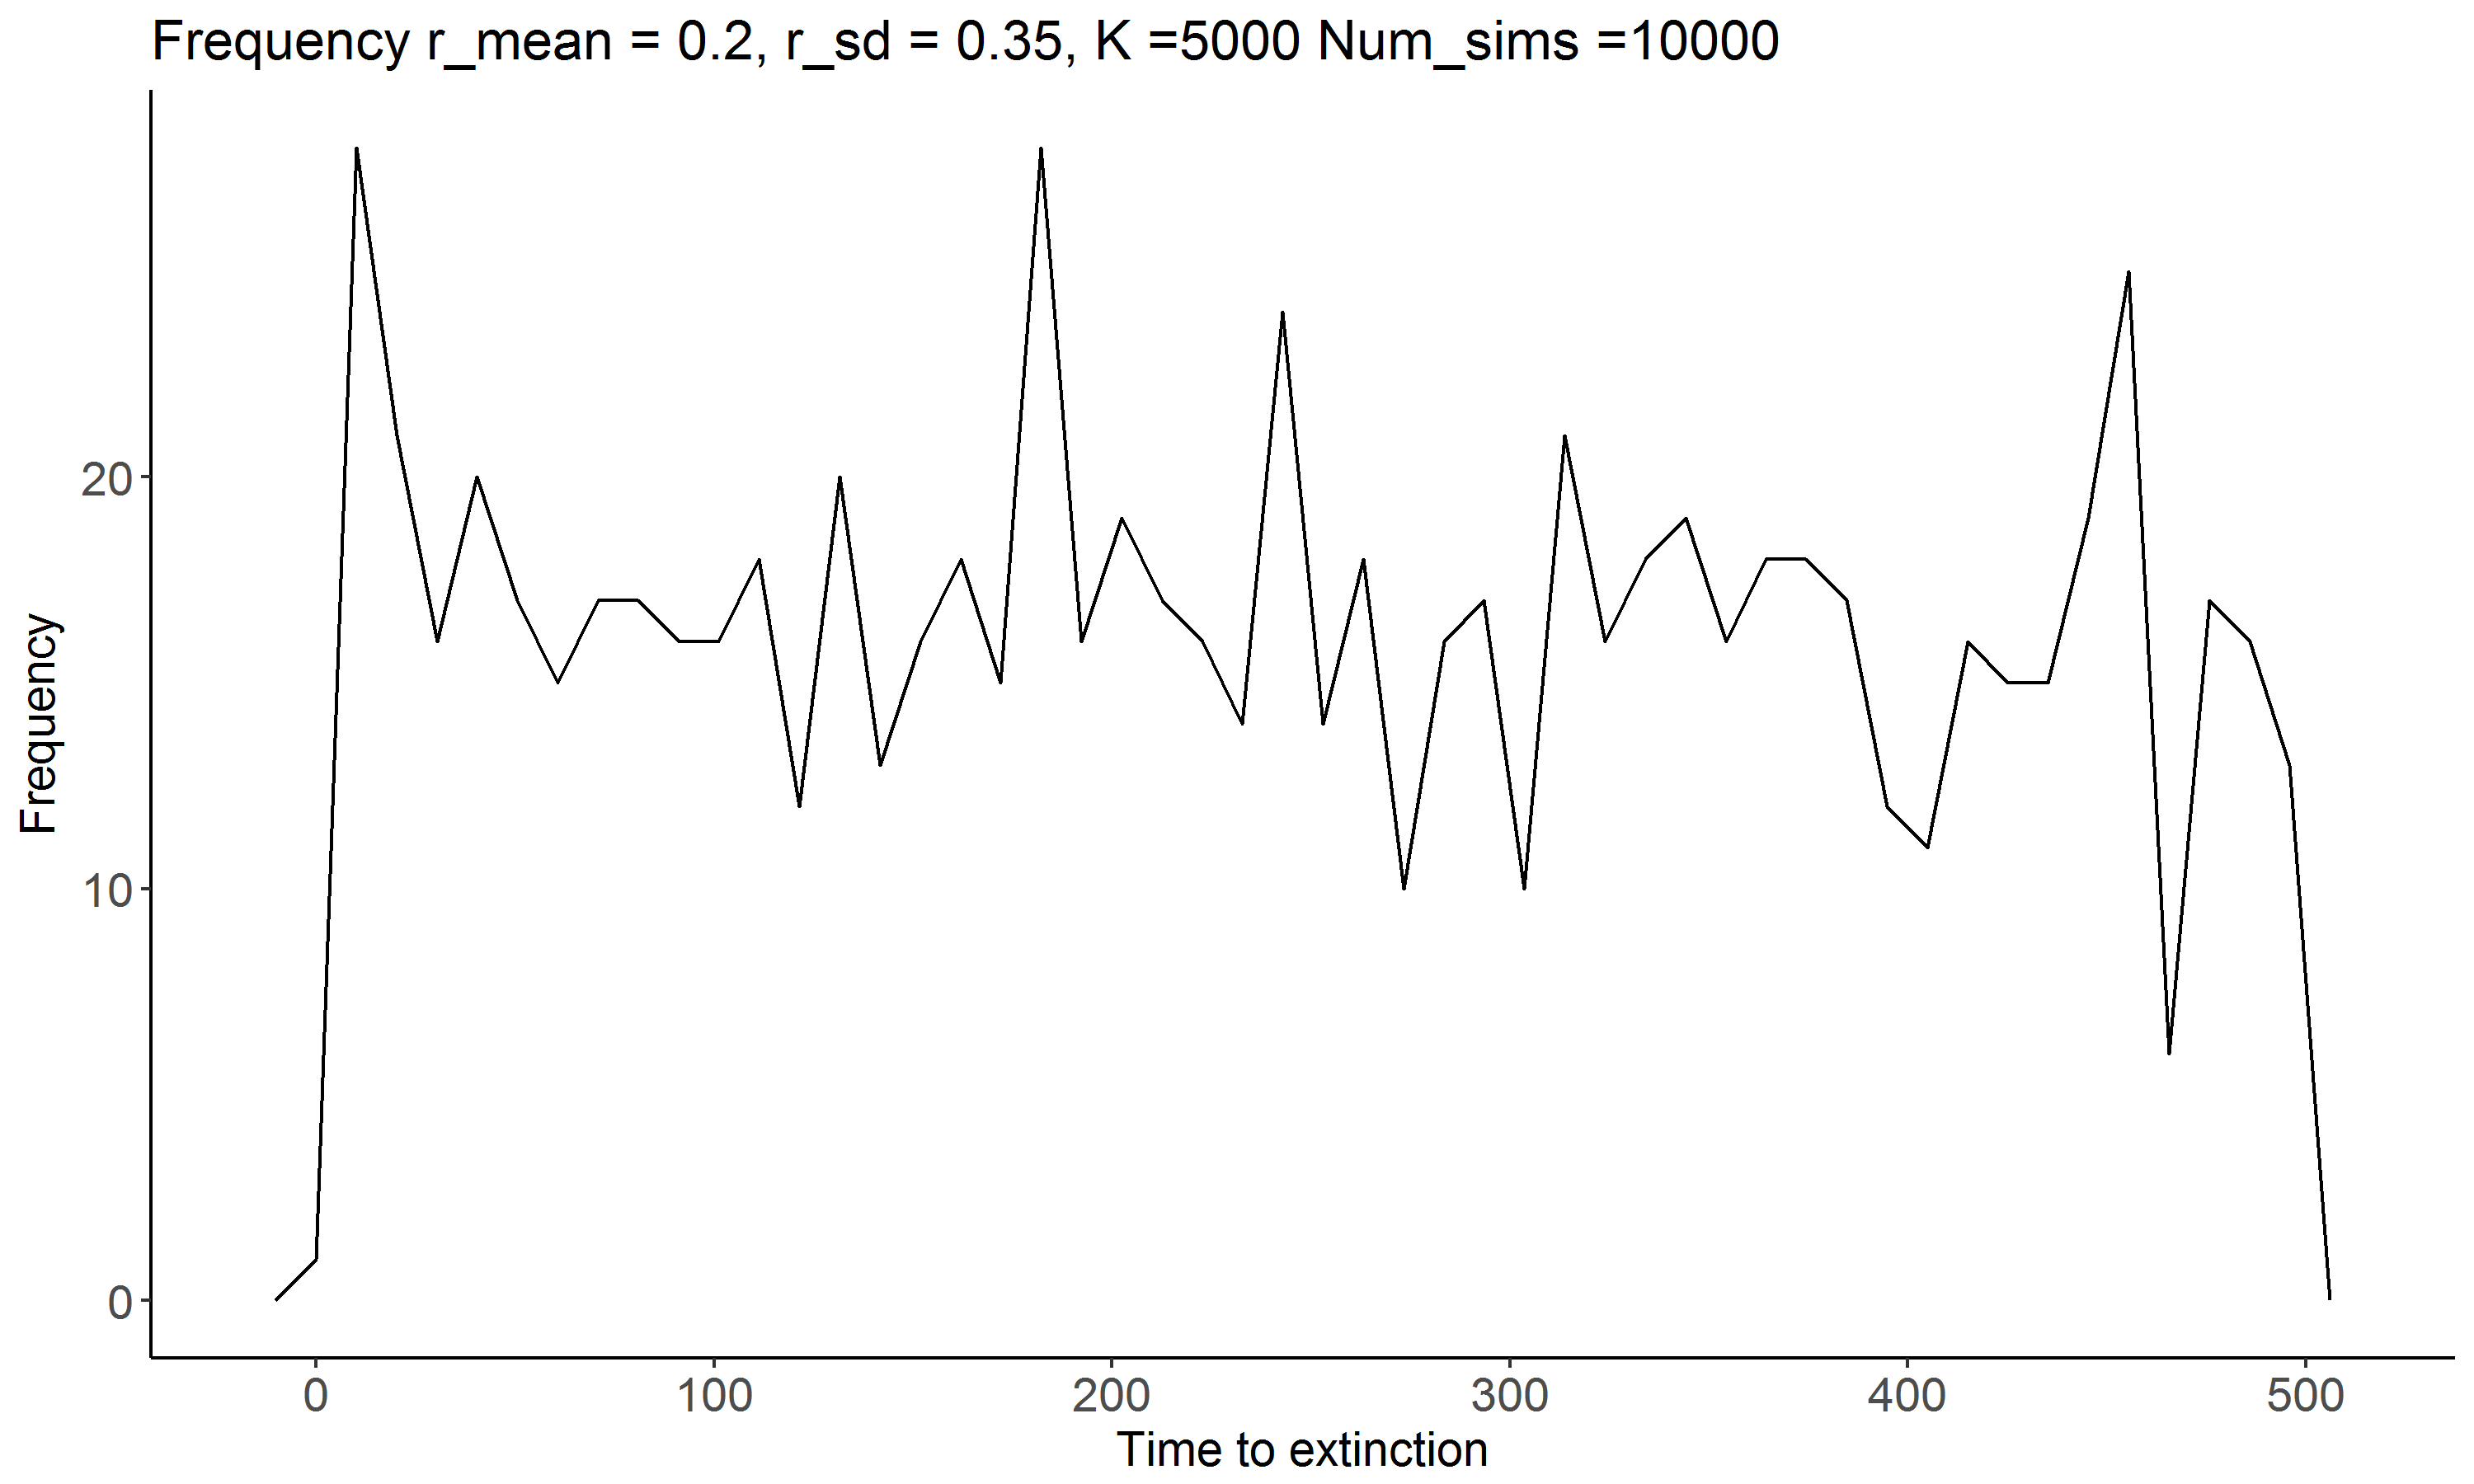 Frequency r_mean = 0.2, r_sd = 0.35, K =5000 Num_sims =10000
Frequency
20
10
0
0 100 200 300 400 500
Time to extinction